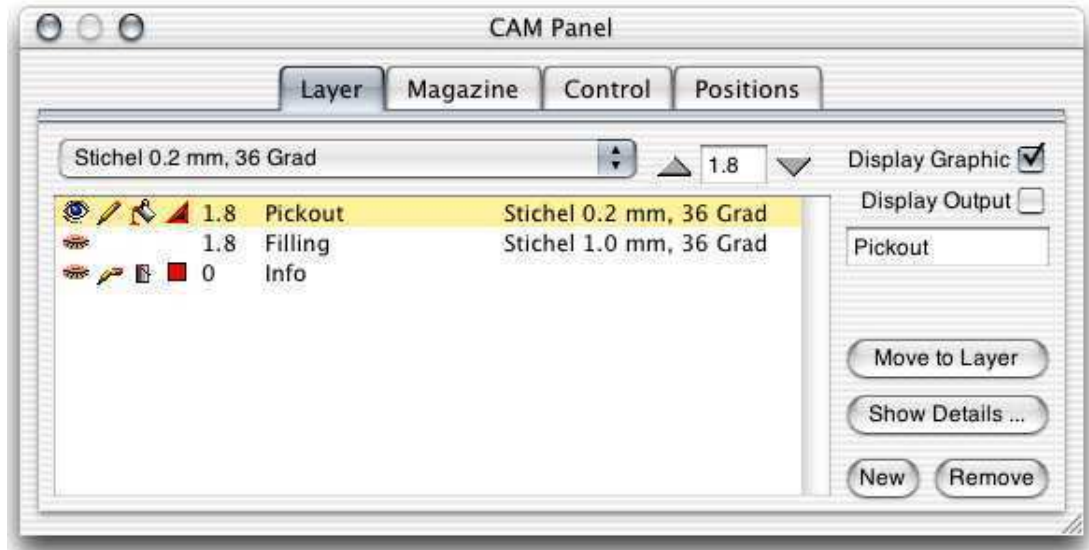 CAM Panel
Layer Magazine Control Positions
Stichel 0.2 mm, 36 Grad 1.8 Display Graphic
Display Output
1.8 Pickout Stichel 0.2 mm, 36 Grad
1.8 Filling Stichel 1.0 mm, 36 Grad
0 Info
Pickout
Move to Layer
Show Details ...
New Remove